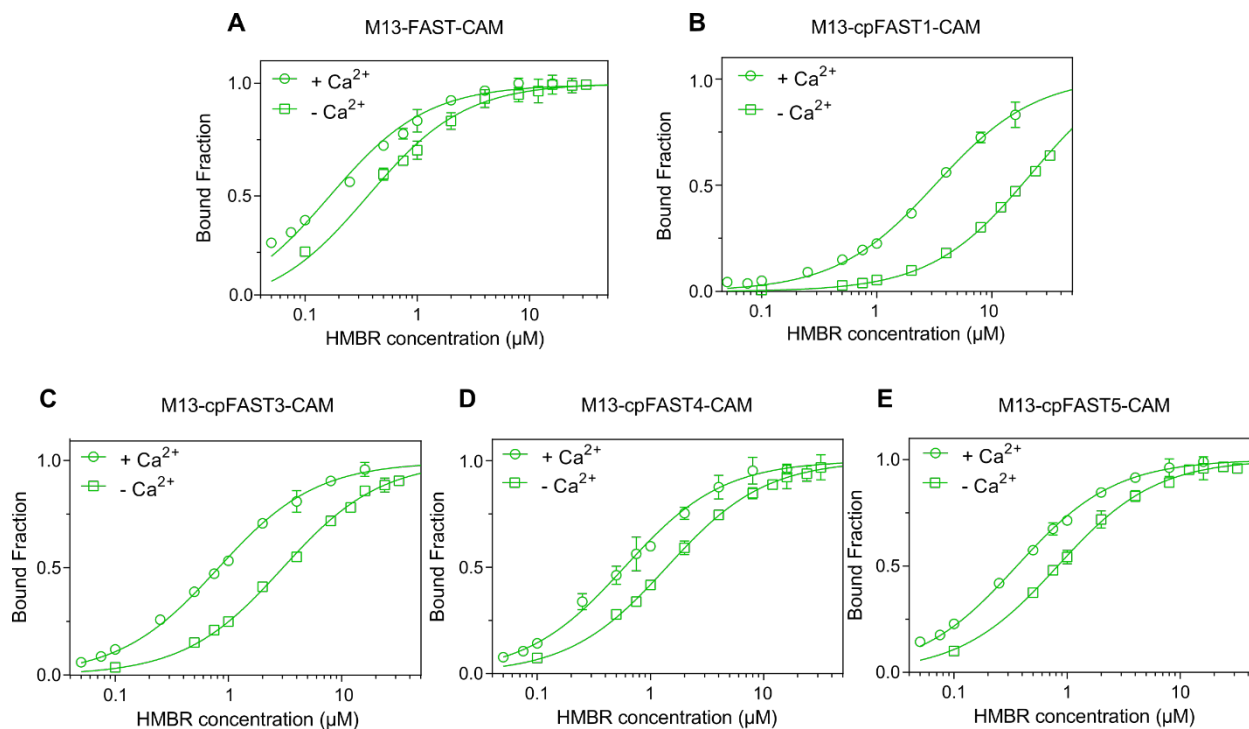 A
M13-FAST-CAM
+ Ca²⁺
- Ca²⁺
1.0
0.5
0.0
Bound Fraction
0.1
1
10
HMBR concentration (µM)
B
M13-cpFAST1-CAM
+ Ca²⁺
- Ca²⁺
1.0
0.5
0.0
Bound Fraction
0.1
1
10
HMBR concentration (µM)
C
M13-cpFAST3-CAM
+ Ca²⁺
- Ca²⁺
1.0
0.5
0.0
Bound Fraction
0.1
1
10
HMBR concentration (µM)
D
M13-cpFAST4-CAM
+ Ca²⁺
- Ca²⁺
1.0
0.5
0.0
Bound Fraction
0.1
1
10
HMBR concentration (µM)
E
M13-cpFAST5-CAM
+ Ca²⁺
- Ca²⁺
1.0
0.5
0.0
Bound Fraction
0.1
1
10
HMBR concentration (µM)